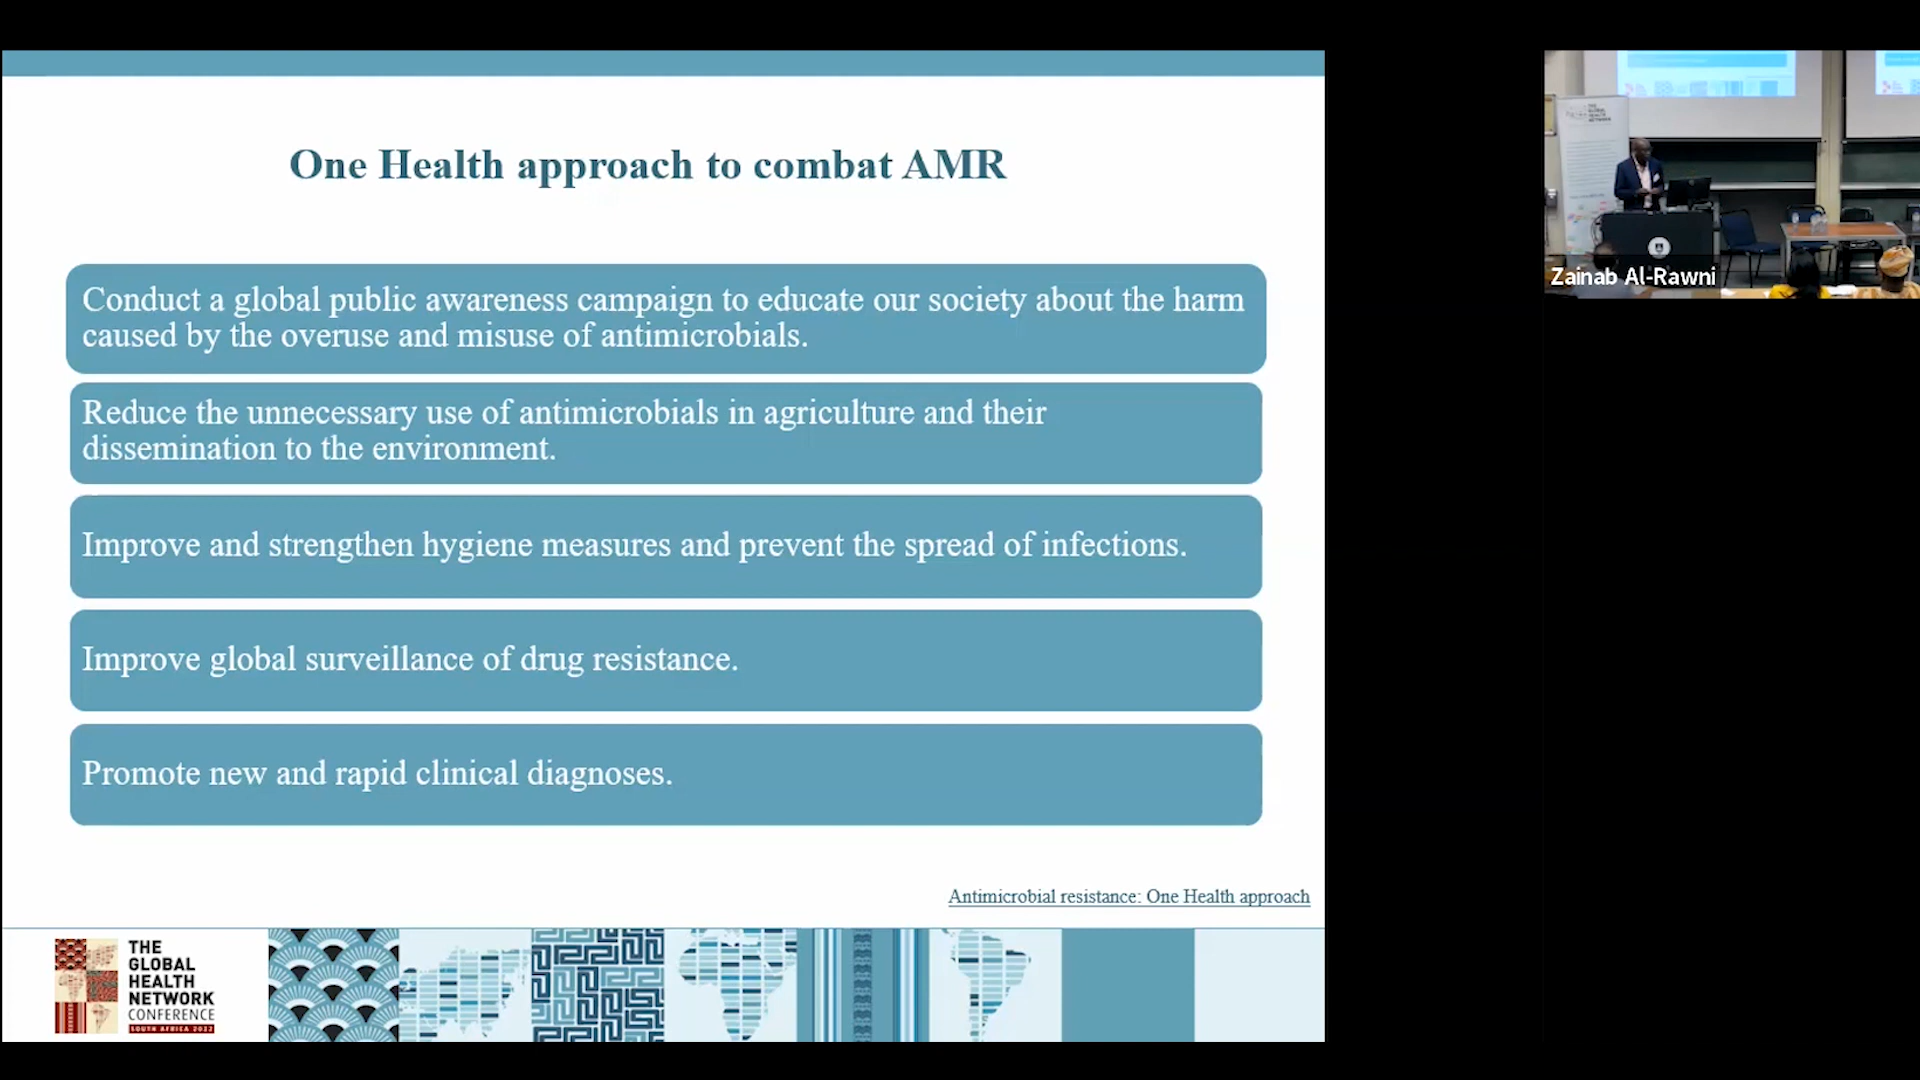 One Health approach to combat AMR
Conduct a global public awareness campaign to educate our society about the harm
caused by the overuse and misuse of antimicrobials.
Reduce the unnecessary use of antimicrobials in agriculture and their
dissemination to the environment.
Improve and strengthen hygiene measures and prevent the spread of infections.
Improve global surveillance of drug resistance.
Promote new and rapid clinical diagnoses.
Antimicrobial resistance: One Health approach
THE
GLOBAL
HEALTH
NETWORK
CONFERENCE
SOUTH AFRICA 2022
THE
GLOBAL
HEALTH
NETWORK
Zainab Al-Rawni